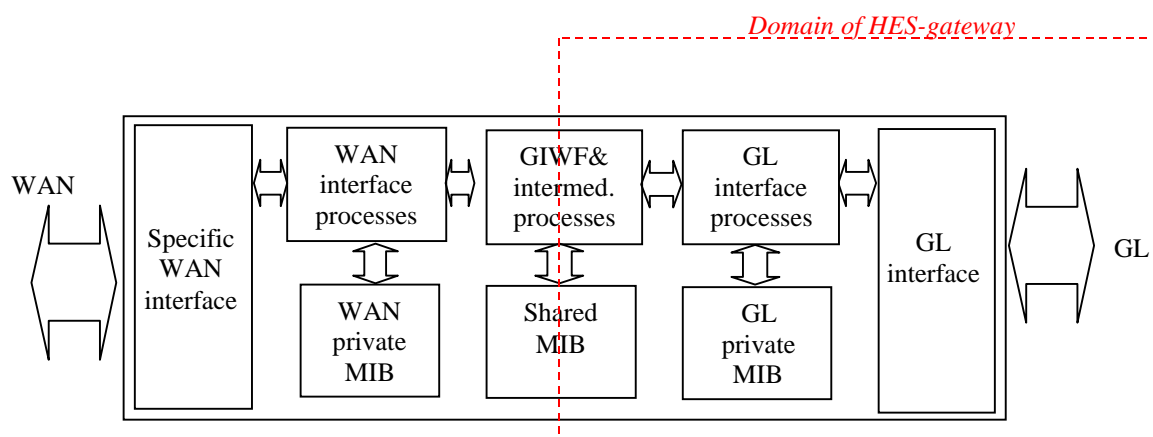 Domain of HES-gateway
WAN
Specific
WAN
interface
WAN
interface
processes
GIWF&
intermed.
processes
GL
interface
processes
GL
interface
GL
WAN
private
MIB
Shared
MIB
GL
private
MIB